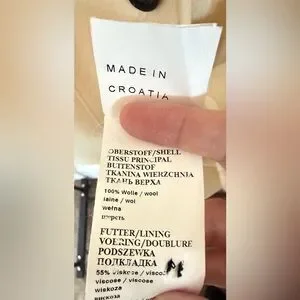 MADE IN
CROATIA
OBERSTOFF/SHELL
TISSU PRINCIPAL
BUITENSTOF
TKANINA WIERZCHNIA
ТКАНЬ ВЕРХА
100% Wolle / wool
laine / wol
wełna
шерсть
FUTTER/LINING
VOERING/DOUBLURE
PODSZEWKA
ПОДКЛАДКА
55% viskose / viscose
viscose / viscose
wiskoza
вискоза